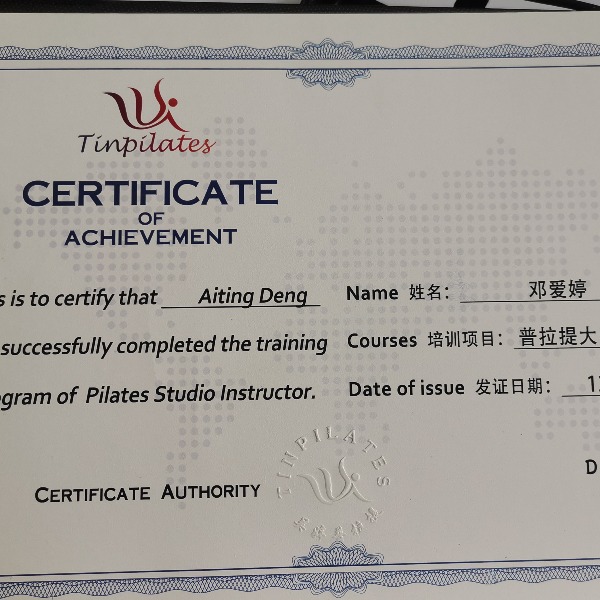 Tinpilates
CERTIFICATE
OF
ACHIEVEMENT
s is to certify that Aiting Deng
successfully completed the training
gram of Pilates Studio Instructor.
CERTIFICATE AUTHORITY
Name 姓名： 邓爱婷
Courses 培训项目： 普拉提大
Date of issue 发证日期： 1
D
TINPILATES